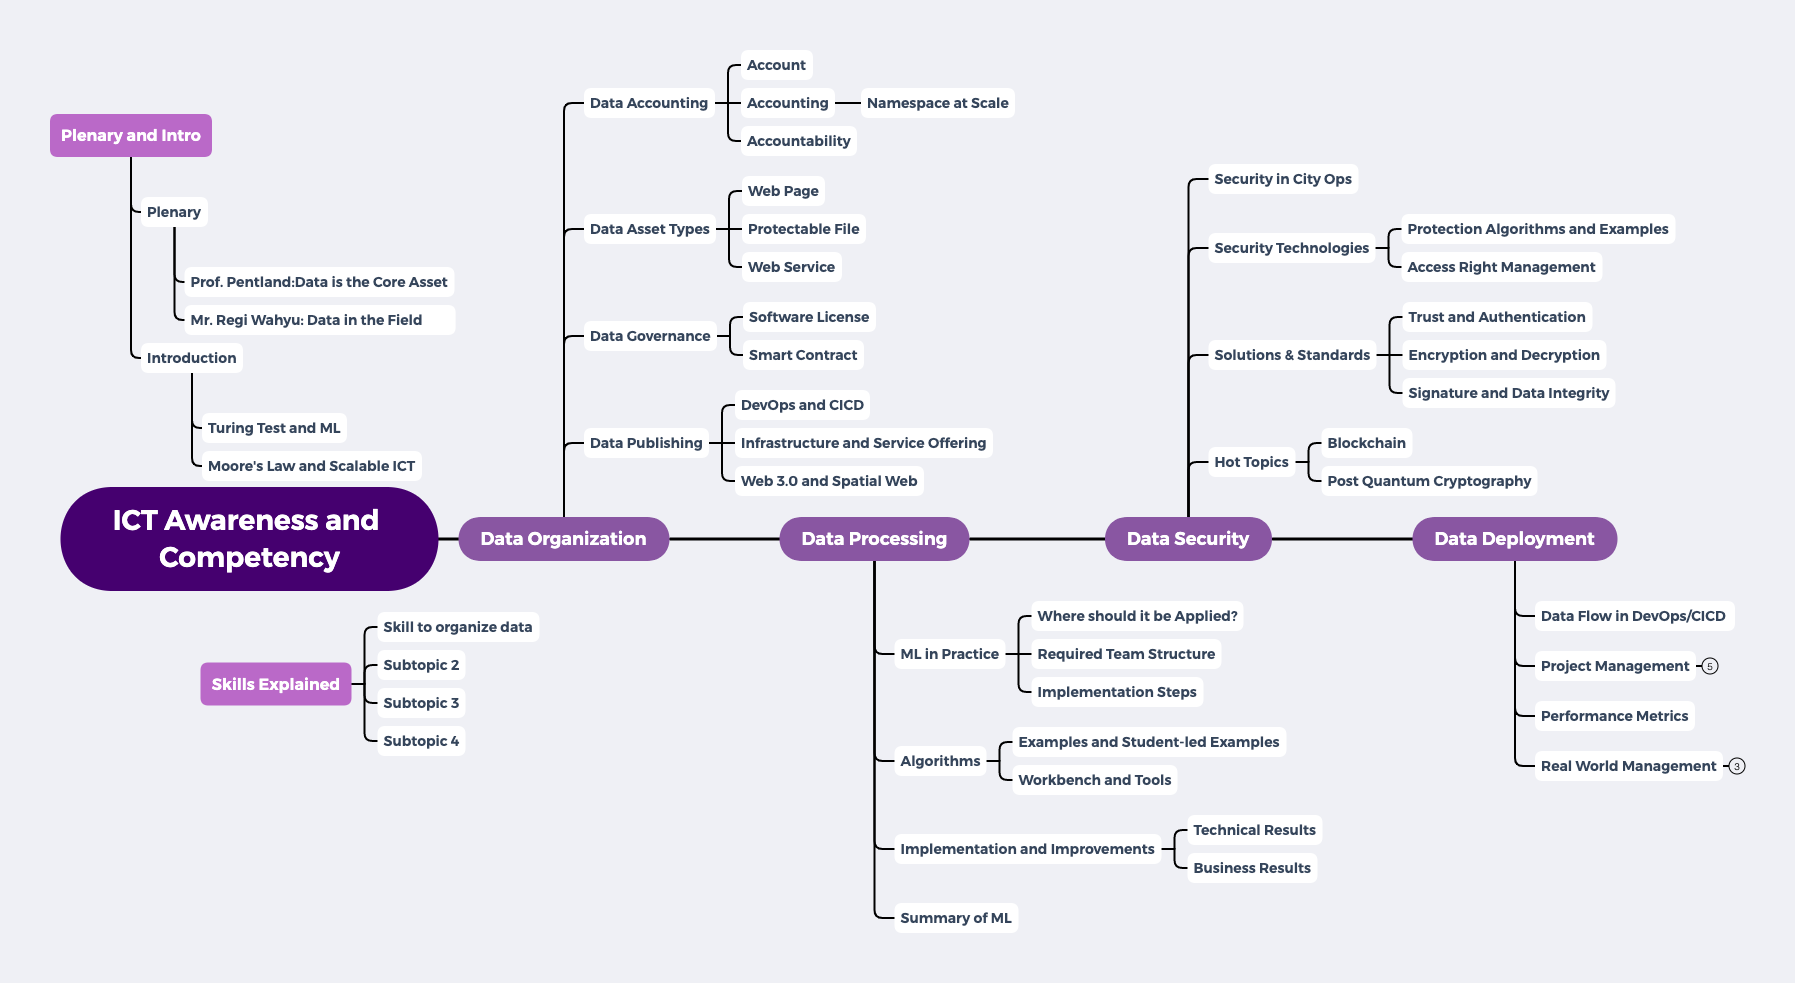 Plenary and Intro
Plenary
Prof. Pentland:Data is the Core Asset
Mr. Regi Wahyu: Data in the Field
Introduction
Turing Test and ML
Moore's Law and Scalable ICT
ICT Awareness and
Competency
Skills Explained
Skill to organize data
Subtopic 2
Subtopic 3
Subtopic 4
Data Organization
Data Accounting
Account
Accounting
Namespace at Scale
Accountability
Data Asset Types
Web Page
Protectable File
Web Service
Data Governance
Software License
Smart Contract
Data Publishing
DevOps and CICD
Infrastructure and Service Offering
Web 3.0 and Spatial Web
Data Processing
ML in Practice
Where should it be Applied?
Required Team Structure
Implementation Steps
Algorithms
Examples and Student-led Examples
Workbench and Tools
Implementation and Improvements
Technical Results
Business Results
Summary of ML
Data Security
Security in City Ops
Security Technologies
Protection Algorithms and Examples
Access Right Management
Solutions & Standards
Trust and Authentication
Encryption and Decryption
Signature and Data Integrity
Hot Topics
Blockchain
Post Quantum Cryptography
Data Deployment
Data Flow in DevOps/CICD
Project Management
5
Performance Metrics
Real World Management
3